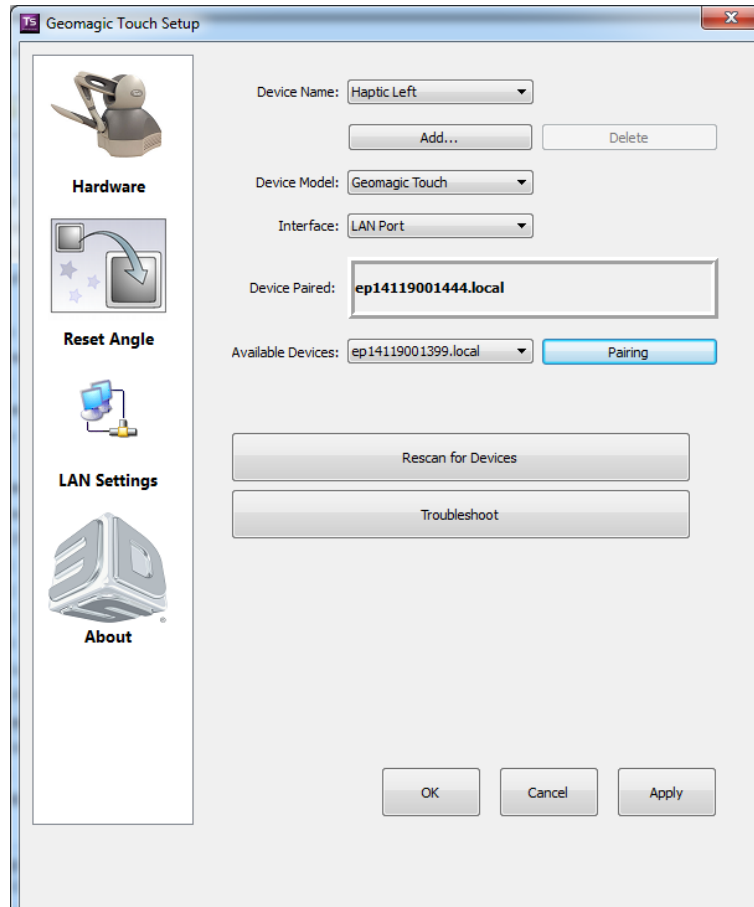 Ts Geomagic Touch Setup
Hardware
Reset Angle
LAN Settings
About
Device Name: Haptic Left
Add... Delete
Device Model: Geomagic Touch
Interface: LAN Port
Device Paired: ep14119001444.local
Available Devices: ep14119001399.local Pairing
Rescan for Devices
Troubleshoot
OK Cancel Apply